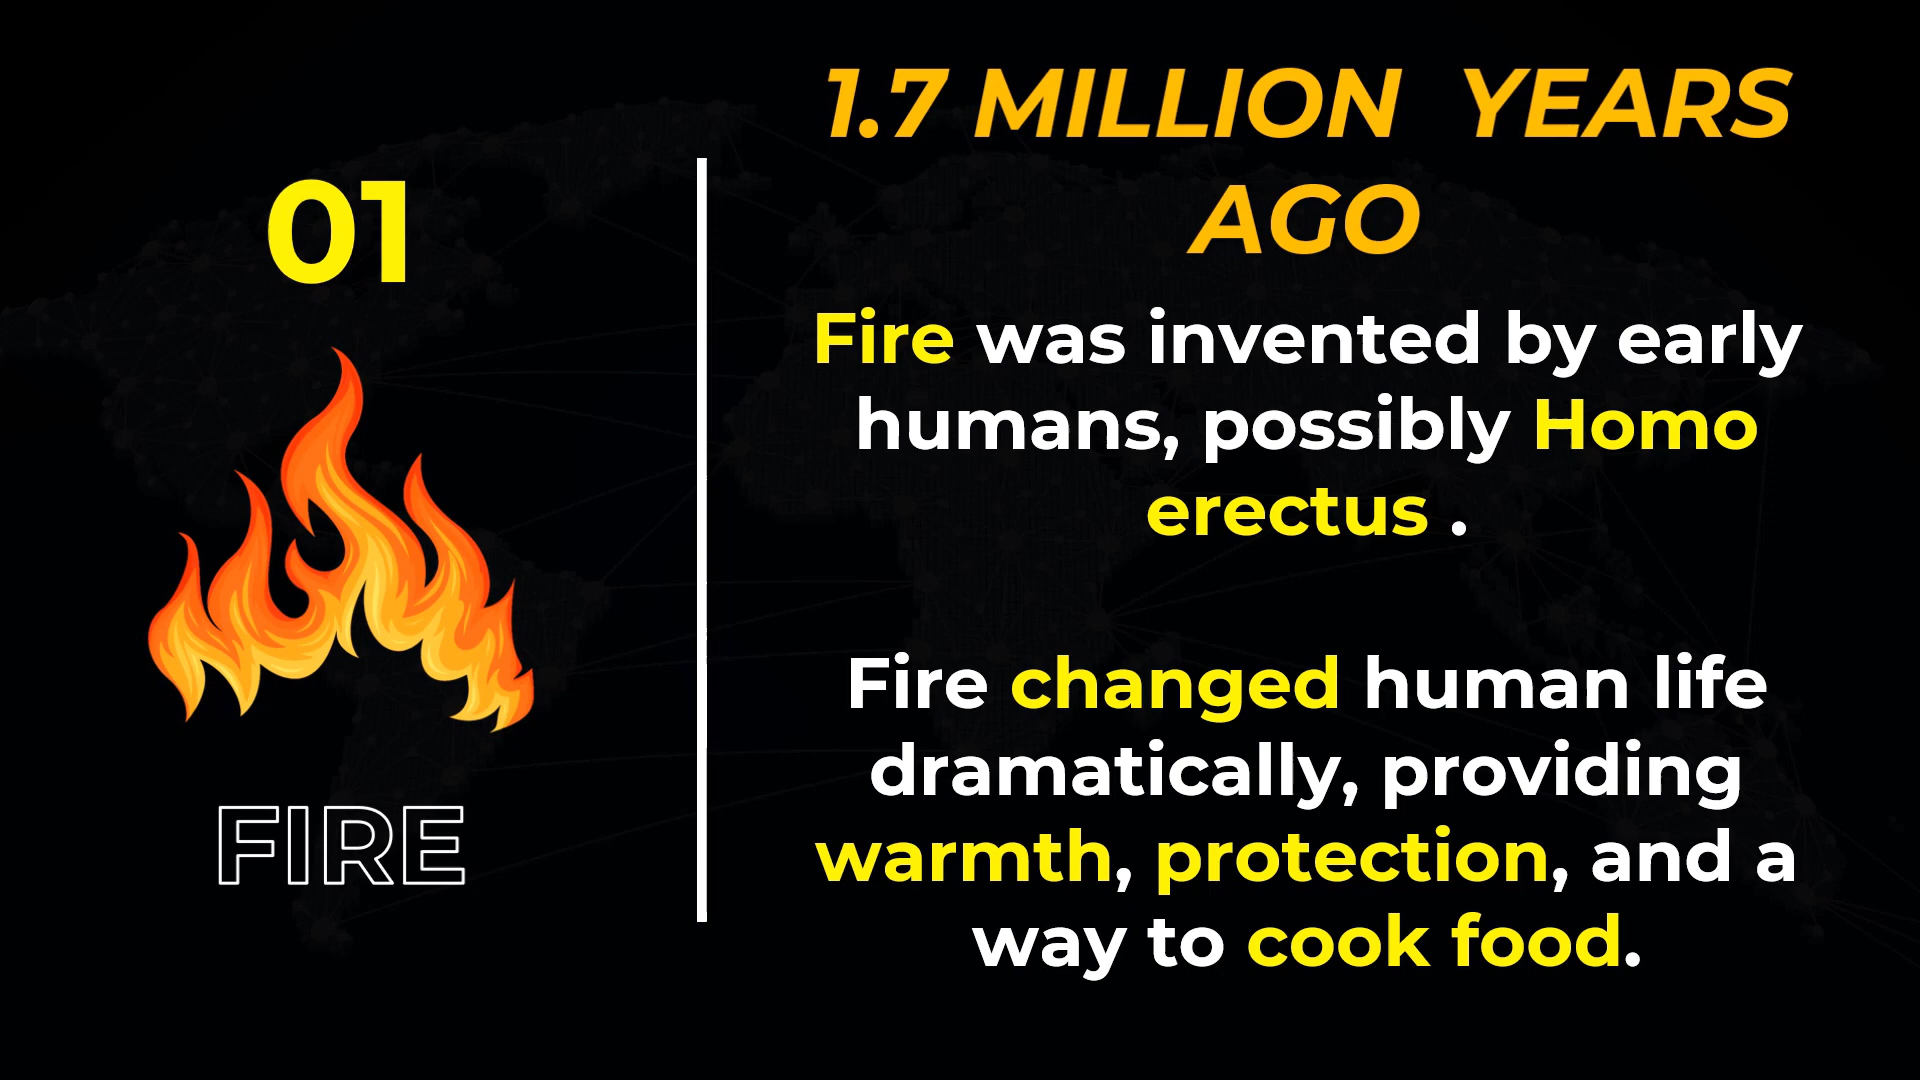 01
FIRE
1.7 MILLION  YEARS
AGO
Fire was invented by early
humans, possibly Homo
erectus .
Fire changed human life
dramatically, providing
warmth, protection, and a
way to cook food.